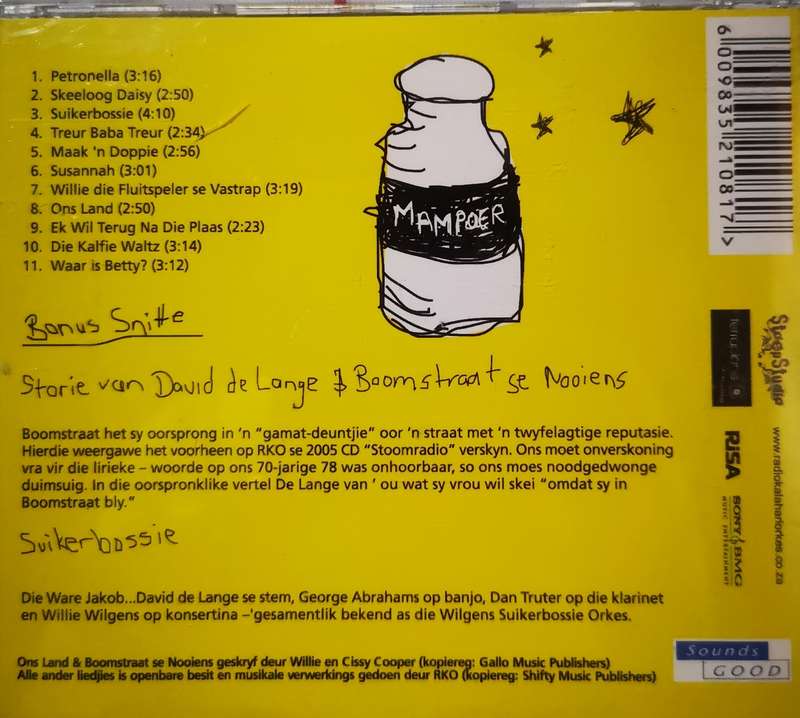 1. Petronella (3:16)
2. Skeeloog Daisy (2:50)
3. Suikerbossie (4:10)
4. Treur Baba Treur (2:34)
5. Maak 'n Doppie (2:56)
6. Susannah (3:01)
7. Willie die Fluitspeler se Vastrap (3:19)
8. Ons Land (2:50)
9. Ek Wil Terug Na Die Plaas (2:23)
10. Die Kalfie Waltz (3:14)
11. Waar is Betty? (3:12)
MAMPOER
Bonus Snitte
Storie van David de Lange & Boomstraat se Nooiens
Boomstraat het sy oorsprong in 'n "gamat-deuntjie" oor 'n straat met 'n twyfelagtige reputasie.
Hierdie weergawe het voorheen op RKO se 2005 CD "Stoomradio" verskyn. Ons moet onverskoning
vra vir die lirieke – woorde op ons 70-jarige 78 was onhoorbaar, so ons moes noodgedwonge
duimsuig. In die oorspronklike vertel De Lange van ' ou wat sy vrou wil skei "omdat sy in
Boomstraat bly."
Suikerbossie
Die Ware Jakob...David de Lange se stem, George Abrahams op banjo, Dan Truter op die klarinet
en Willie Wilgens op konsertina –'gesamentlik bekend as die Wilgens Suikerbossie Orkes.
Ons Land & Boomstraat se Nooiens geskryf deur Willie en Cissy Cooper (kopiereg: Gallo Music Publishers)
Alle ander liedjies is openbare besit en musikale verwerkings gedoen deur RKO (kopiereg: Shifty Music Publishers)
6009835210817>
Stoep Studio
RiSA
SONY BMG
MUSIC ENTERTAINMENT
www.radiokalahariorkes.co.za
Sounds
GOOD